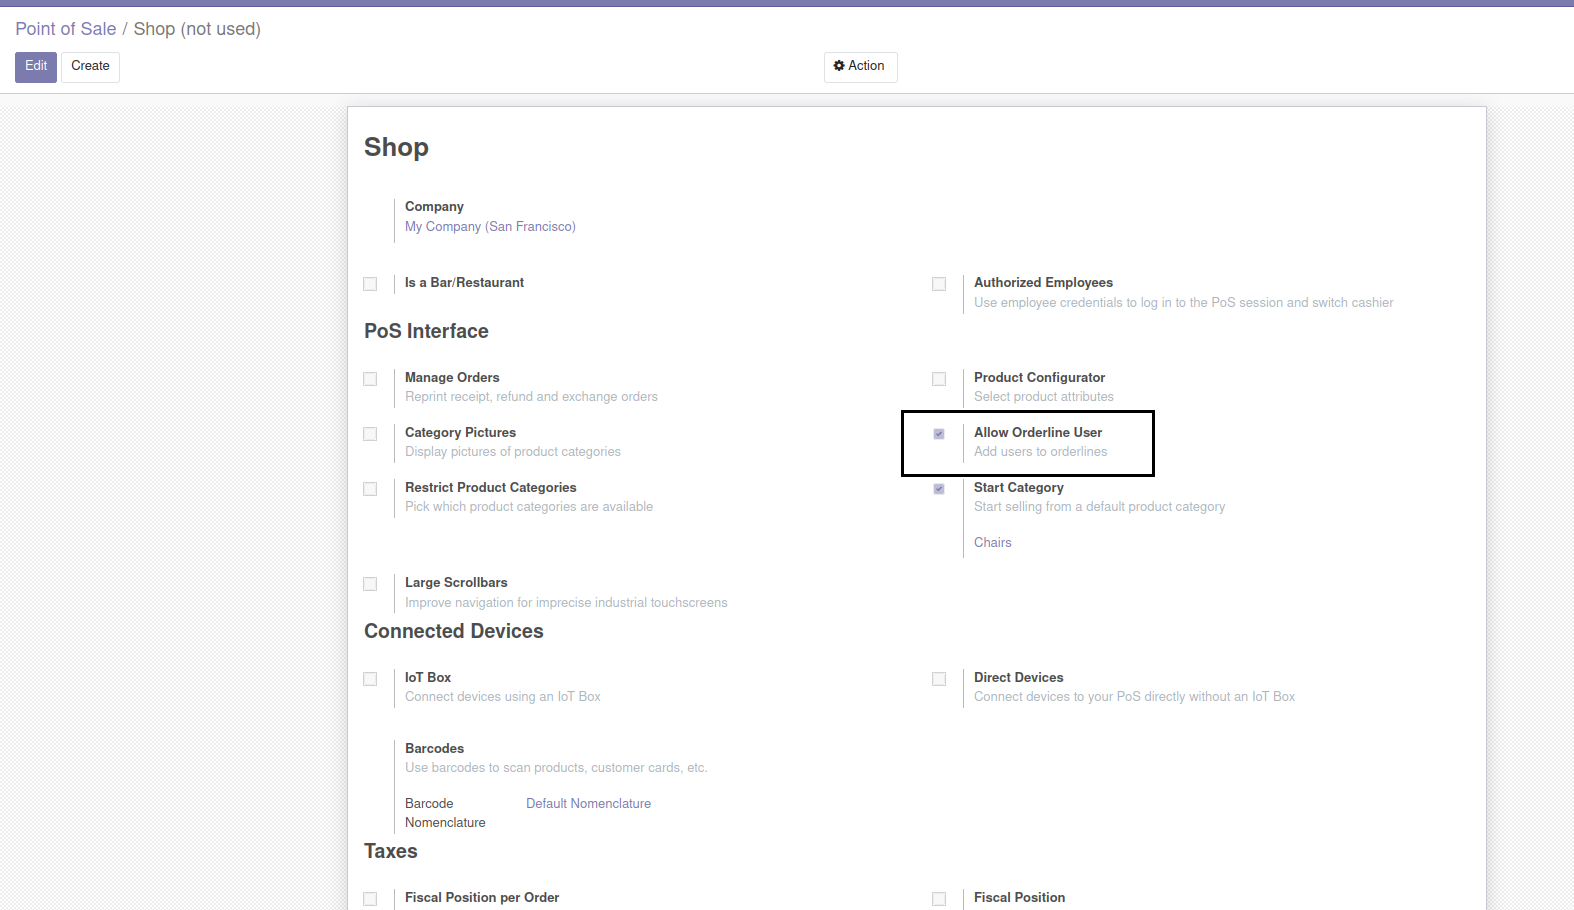 Point of Sale / Shop (not used)
Edit Create Action
Shop
Company
My Company (San Francisco)
Is a Bar/Restaurant
Authorized Employees
Use employee credentials to log in to the PoS session and switch cashier
PoS Interface
Manage Orders
Reprint receipt, refund and exchange orders
Product Configurator
Select product attributes
Category Pictures
Display pictures of product categories
Allow Orderline User
Add users to orderlines
Restrict Product Categories
Pick which product categories are available
Start Category
Start selling from a default product category
Chairs
Large Scrollbars
Improve navigation for imprecise industrial touchscreens
Connected Devices
IoT Box
Connect devices using an IoT Box
Direct Devices
Connect devices to your PoS directly without an IoT Box
Barcodes
Use barcodes to scan products, customer cards, etc.
Barcode Default Nomenclature
Nomenclature
Taxes
Fiscal Position per Order
Fiscal Position